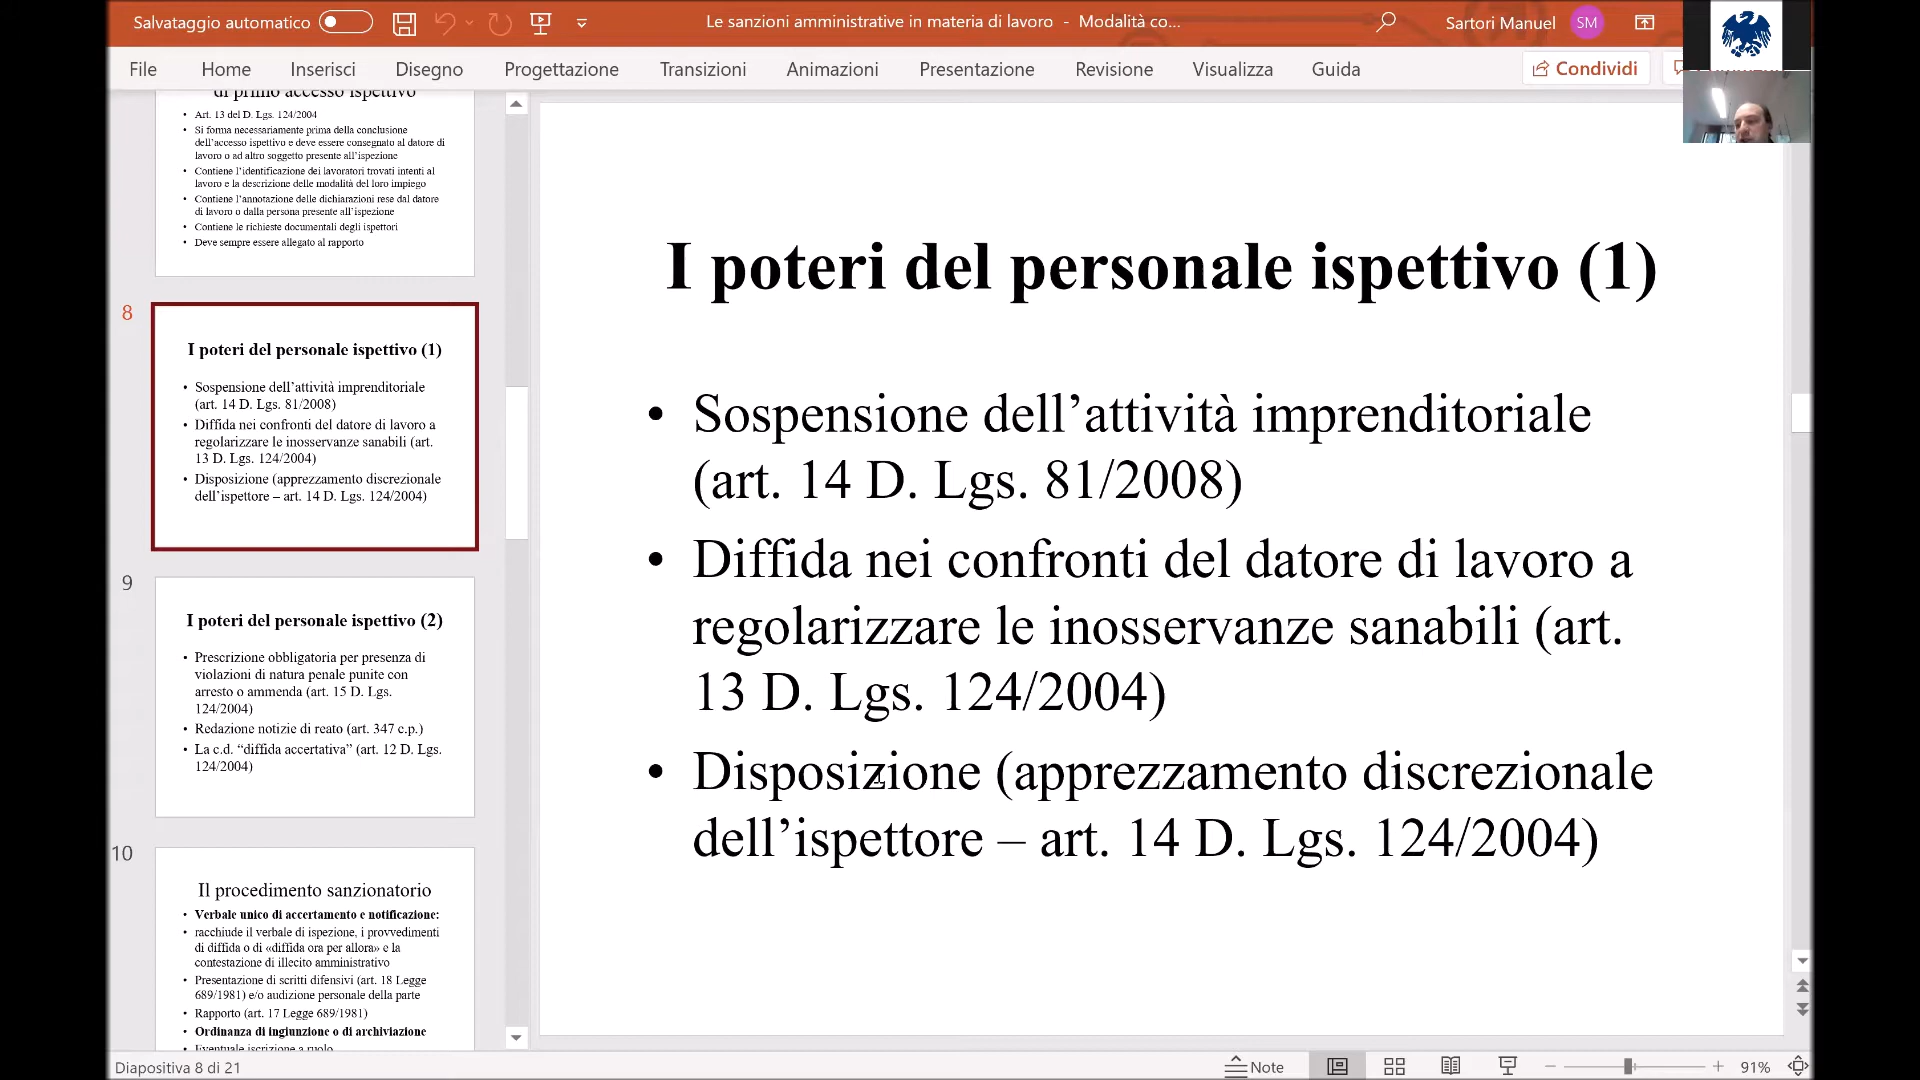 Salvataggio automatico
Le sanzioni amministrative in materia di lavoro - Modalità co...
Sartori Manuel
SM
File
Home
Inserisci
Disegno
Progettazione
Transizioni
Animazioni
Presentazione
Revisione
Visualizza
Guida
Condividi
di primo accesso ispettivo
• Art. 13 del D. Lgs. 124/2004
• Si forma necessariamente prima della conclusione
dell’accesso ispettivo e deve essere consegnato al datore di
lavoro o ad altro soggetto presente all’ispezione
• Contiene l’identificazione dei lavoratori trovati intenti al
lavoro e la descrizione delle modalità del loro impiego
• Contiene l’annotazione delle dichiarazioni rese dal datore
di lavoro o dalla persona presente all’ispezione
• Contiene le richieste documentali degli ispettori
• Deve sempre essere allegato al rapporto
8
I poteri del personale ispettivo (1)
• Sospensione dell’attività imprenditoriale
(art. 14 D. Lgs. 81/2008)
• Diffida nei confronti del datore di lavoro a
regolarizzare le inosservanze sanabili (art.
13 D. Lgs. 124/2004)
• Disposizione (apprezzamento discrezionale
dell’ispettore – art. 14 D. Lgs. 124/2004)
9
I poteri del personale ispettivo (2)
• Prescrizione obbligatoria per presenza di
violazioni di natura penale punite con
arresto o ammenda (art. 15 D. Lgs.
124/2004)
• Redazione notizie di reato (art. 347 c.p.)
• La c.d. “diffida accertativa” (art. 12 D. Lgs.
124/2004)
10
Il procedimento sanzionatorio
• Verbale unico di accertamento e notificazione:
• racchiude il verbale di ispezione, i provvedimenti
di diffida o di «diffida ora per allora» e la
contestazione di illecito amministrativo
• Presentazione di scritti difensivi (art. 18 Legge
689/1981) e/o audizione personale della parte
• Rapporto (art. 17 Legge 689/1981)
• Ordinanza di ingiunzione o di archiviazione
• Eventuale iscrizione a ruolo
I poteri del personale ispettivo (1)
• Sospensione dell’attività imprenditoriale
(art. 14 D. Lgs. 81/2008)
• Diffida nei confronti del datore di lavoro a
regolarizzare le inosservanze sanabili (art.
13 D. Lgs. 124/2004)
• Disposizione (apprezzamento discrezionale
dell’ispettore – art. 14 D. Lgs. 124/2004)
Diapositiva 8 di 21
Note
91%